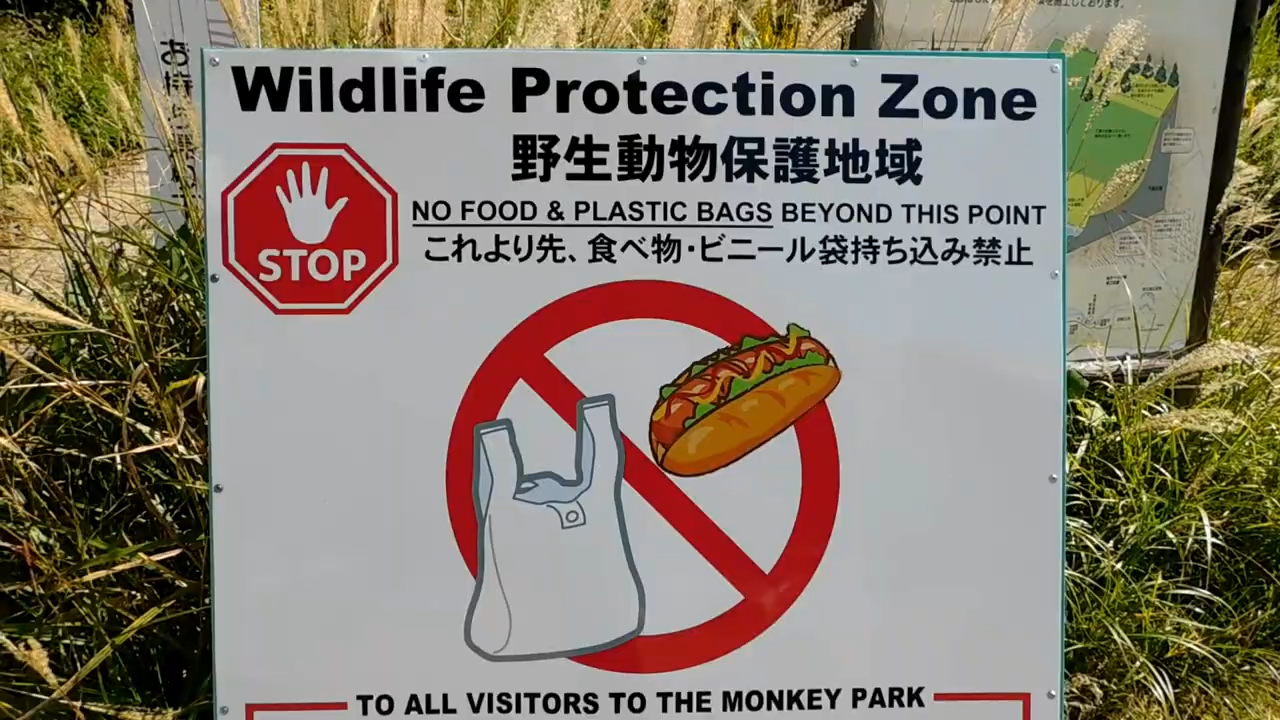 Wildlife Protection Zone
野生動物保護地域
STOP
NO FOOD & PLASTIC BAGS BEYOND THIS POINT
これより先、食べ物・ビニール袋持ち込み禁止
TO ALL VISITORS TO THE MONKEY PARK